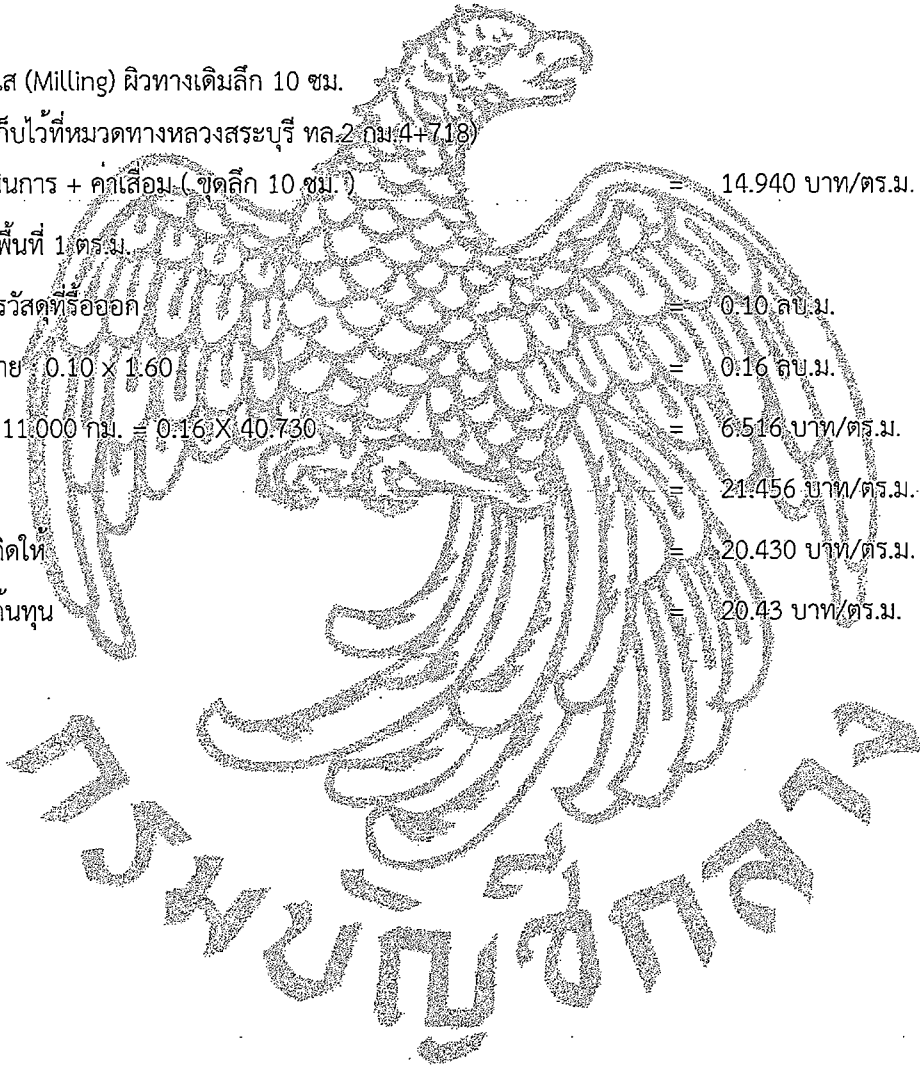 ส (Milling) ผิวทางเดิมลึก 10 ซม.
ก็บไว้ที่หมวดทางหลวงสระบุรี ทล.2 กม.4+718)
นินการ + ค่าเสื่อม ( ขุดลึก 10 ซม. ) = 14.940 บาท/ตร.ม.
พื้นที่ 1 ตร.ม.
รวัสดุที่รื้อออก = 0.10 ลบ.ม.
าย : 0.10 x 1.60 = 0.16 ลบ.ม.
11.000 กม. = 0.16 X 40.730 = 6.516 บาท/ตร.ม.
= 21.456 บาท/ตร.ม.
คิดให้ = 20.430 บาท/ตร.ม.
ต้นทุน = 20.43 บาท/ตร.ม.
กรมบัญชีกลาง